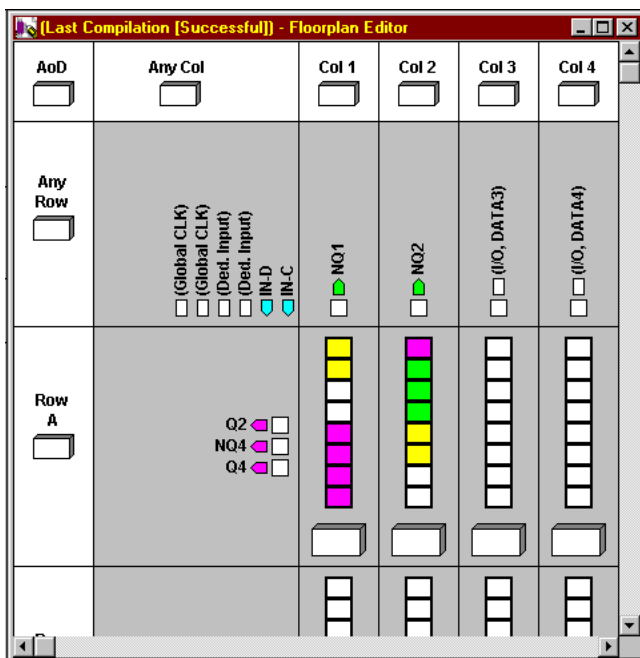 (Last Compilation [Successful]) - Floorplan Editor
AoD
Any Col
Col 1
Col 2
Col 3
Col 4
Any
Row
(Global CLK)
(Global CLK)
(Ded. Input)
(Ded. Input)
IN-D
IN-C
NQ1
NQ2
(I/O, DATA3)
(I/O, DATA4)
Row
A
Q2
NQ4
Q4